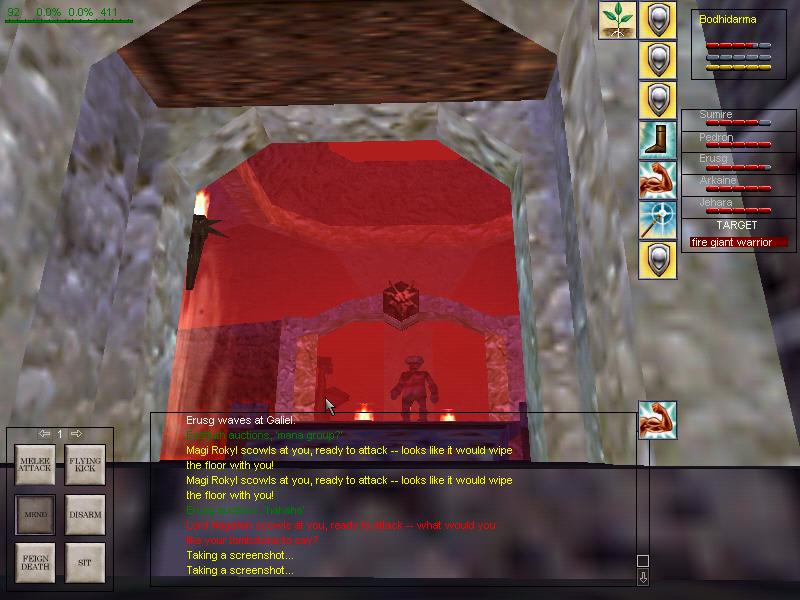 92 0.0% 0.0% 411
Bodhidarma
Sumire
Pedron
Erusg
Arkaine
Jehara
TARGET
fire giant warrior
1
MELEE ATTACK
FLYING KICK
MEND
DISARM
FEIGN DEATH
SIT
Erusg waves at Galiel.
auctions, 'mana group?'
Magi Rokyl scowls at you, ready to attack -- looks like it would wipe
the floor with you!
Magi Rokyl scowls at you, ready to attack -- looks like it would wipe
the floor with you!
Erusg auctions, 'hahaha'
Lord Nagafen scowls at you, ready to attack -- what would you
like your tombstone to say?
Taking a screenshot...
Taking a screenshot...